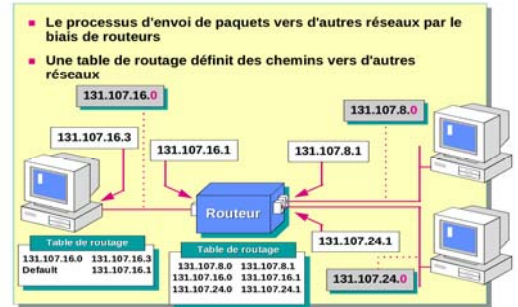 Le processus d'envoi de paquets vers d'autres réseaux par le
biais de routeurs
Une table de routage définit des chemins vers d'autres
réseaux
131.107.16.0
131.107.8.0
131.107.16.3
131.107.16.1
131.107.8.1
Routeur
131.107.24.1
131.107.24.0
Table de routage
131.107.16.0 131.107.16.3
Default 131.107.16.1
Table de routage
131.107.8.0 131.107.8.1
131.107.16.0 131.107.16.1
131.107.24.0 131.107.24.1